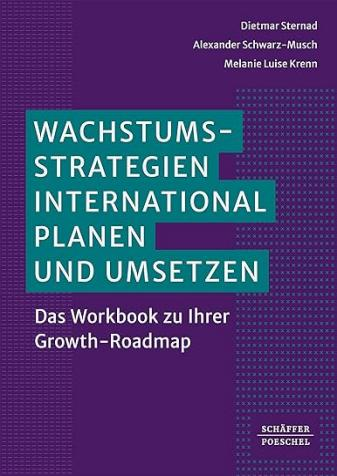 Dietmar Sternad
Alexander Schwarz-Musch
Melanie Luise Krenn
WACHSTUMS-
STRATEGIEN
INTERNATIONAL
PLANEN
UND UMSETZEN
Das Workbook zu Ihrer
Growth-Roadmap
SCHÄFFER
POESCHEL